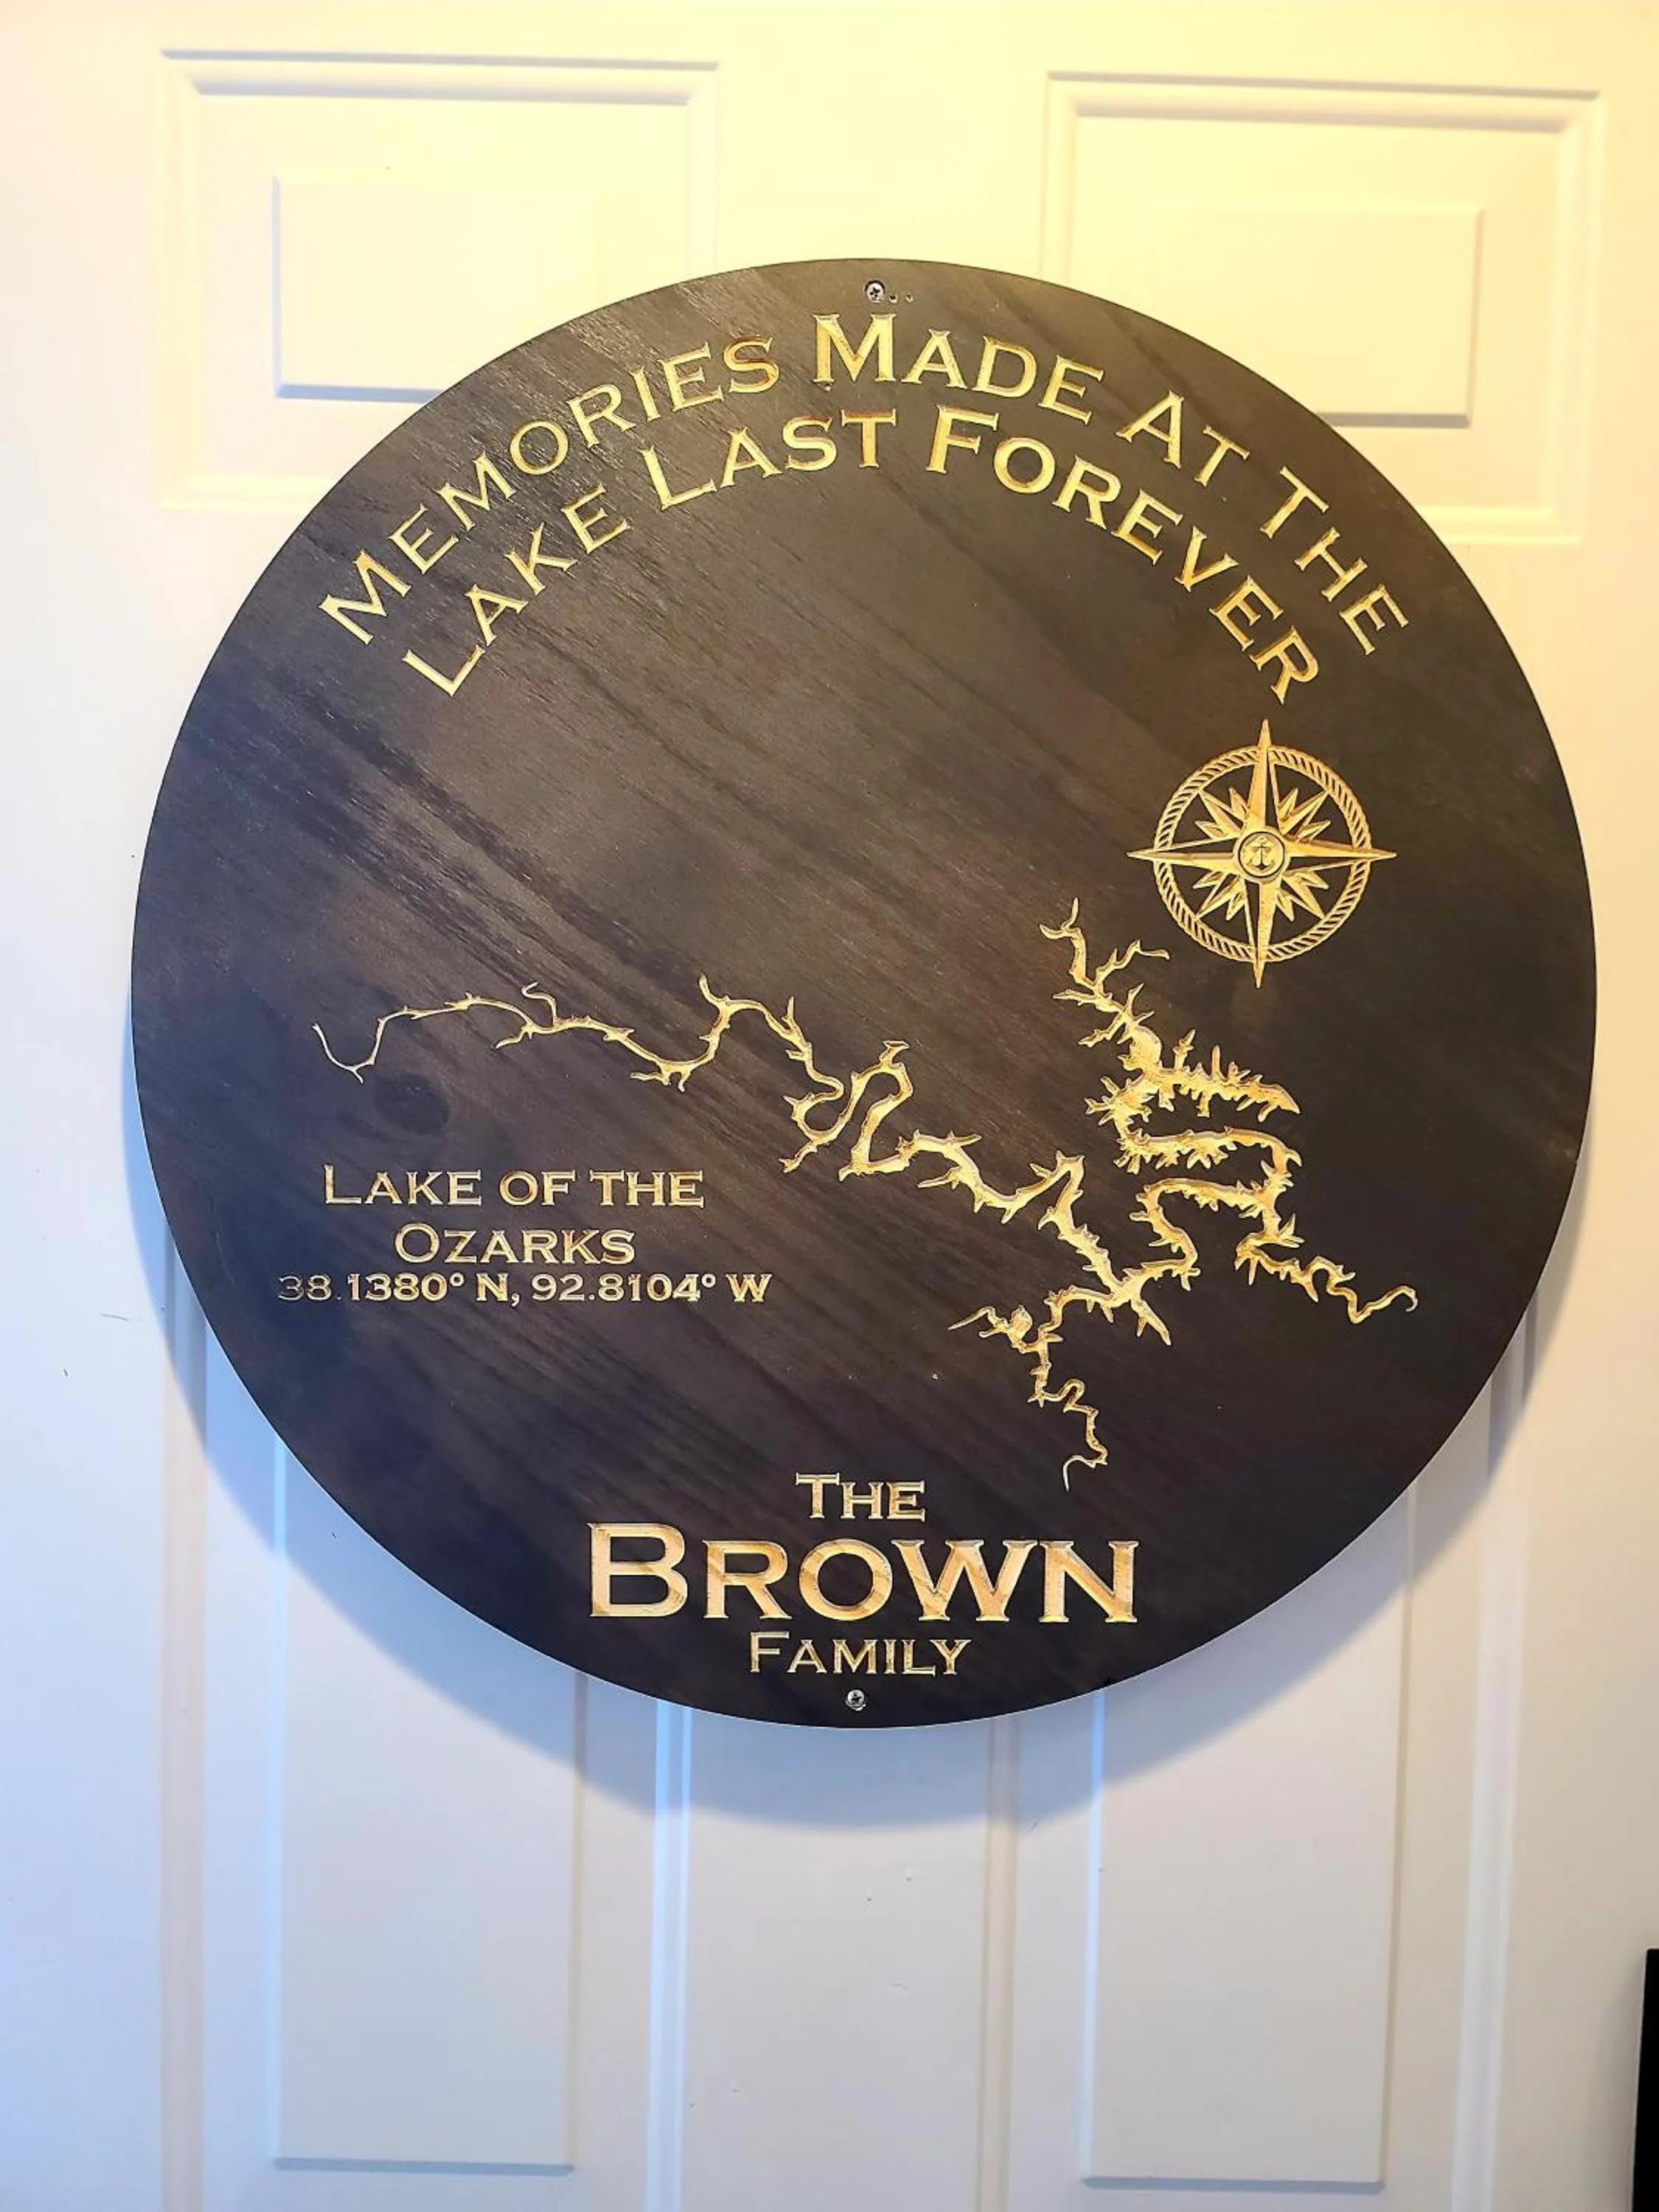 Memories Made At The
Lake Last Forever
Lake of the
Ozarks
38.1380° N, 92.8104° W
The
Brown
Family